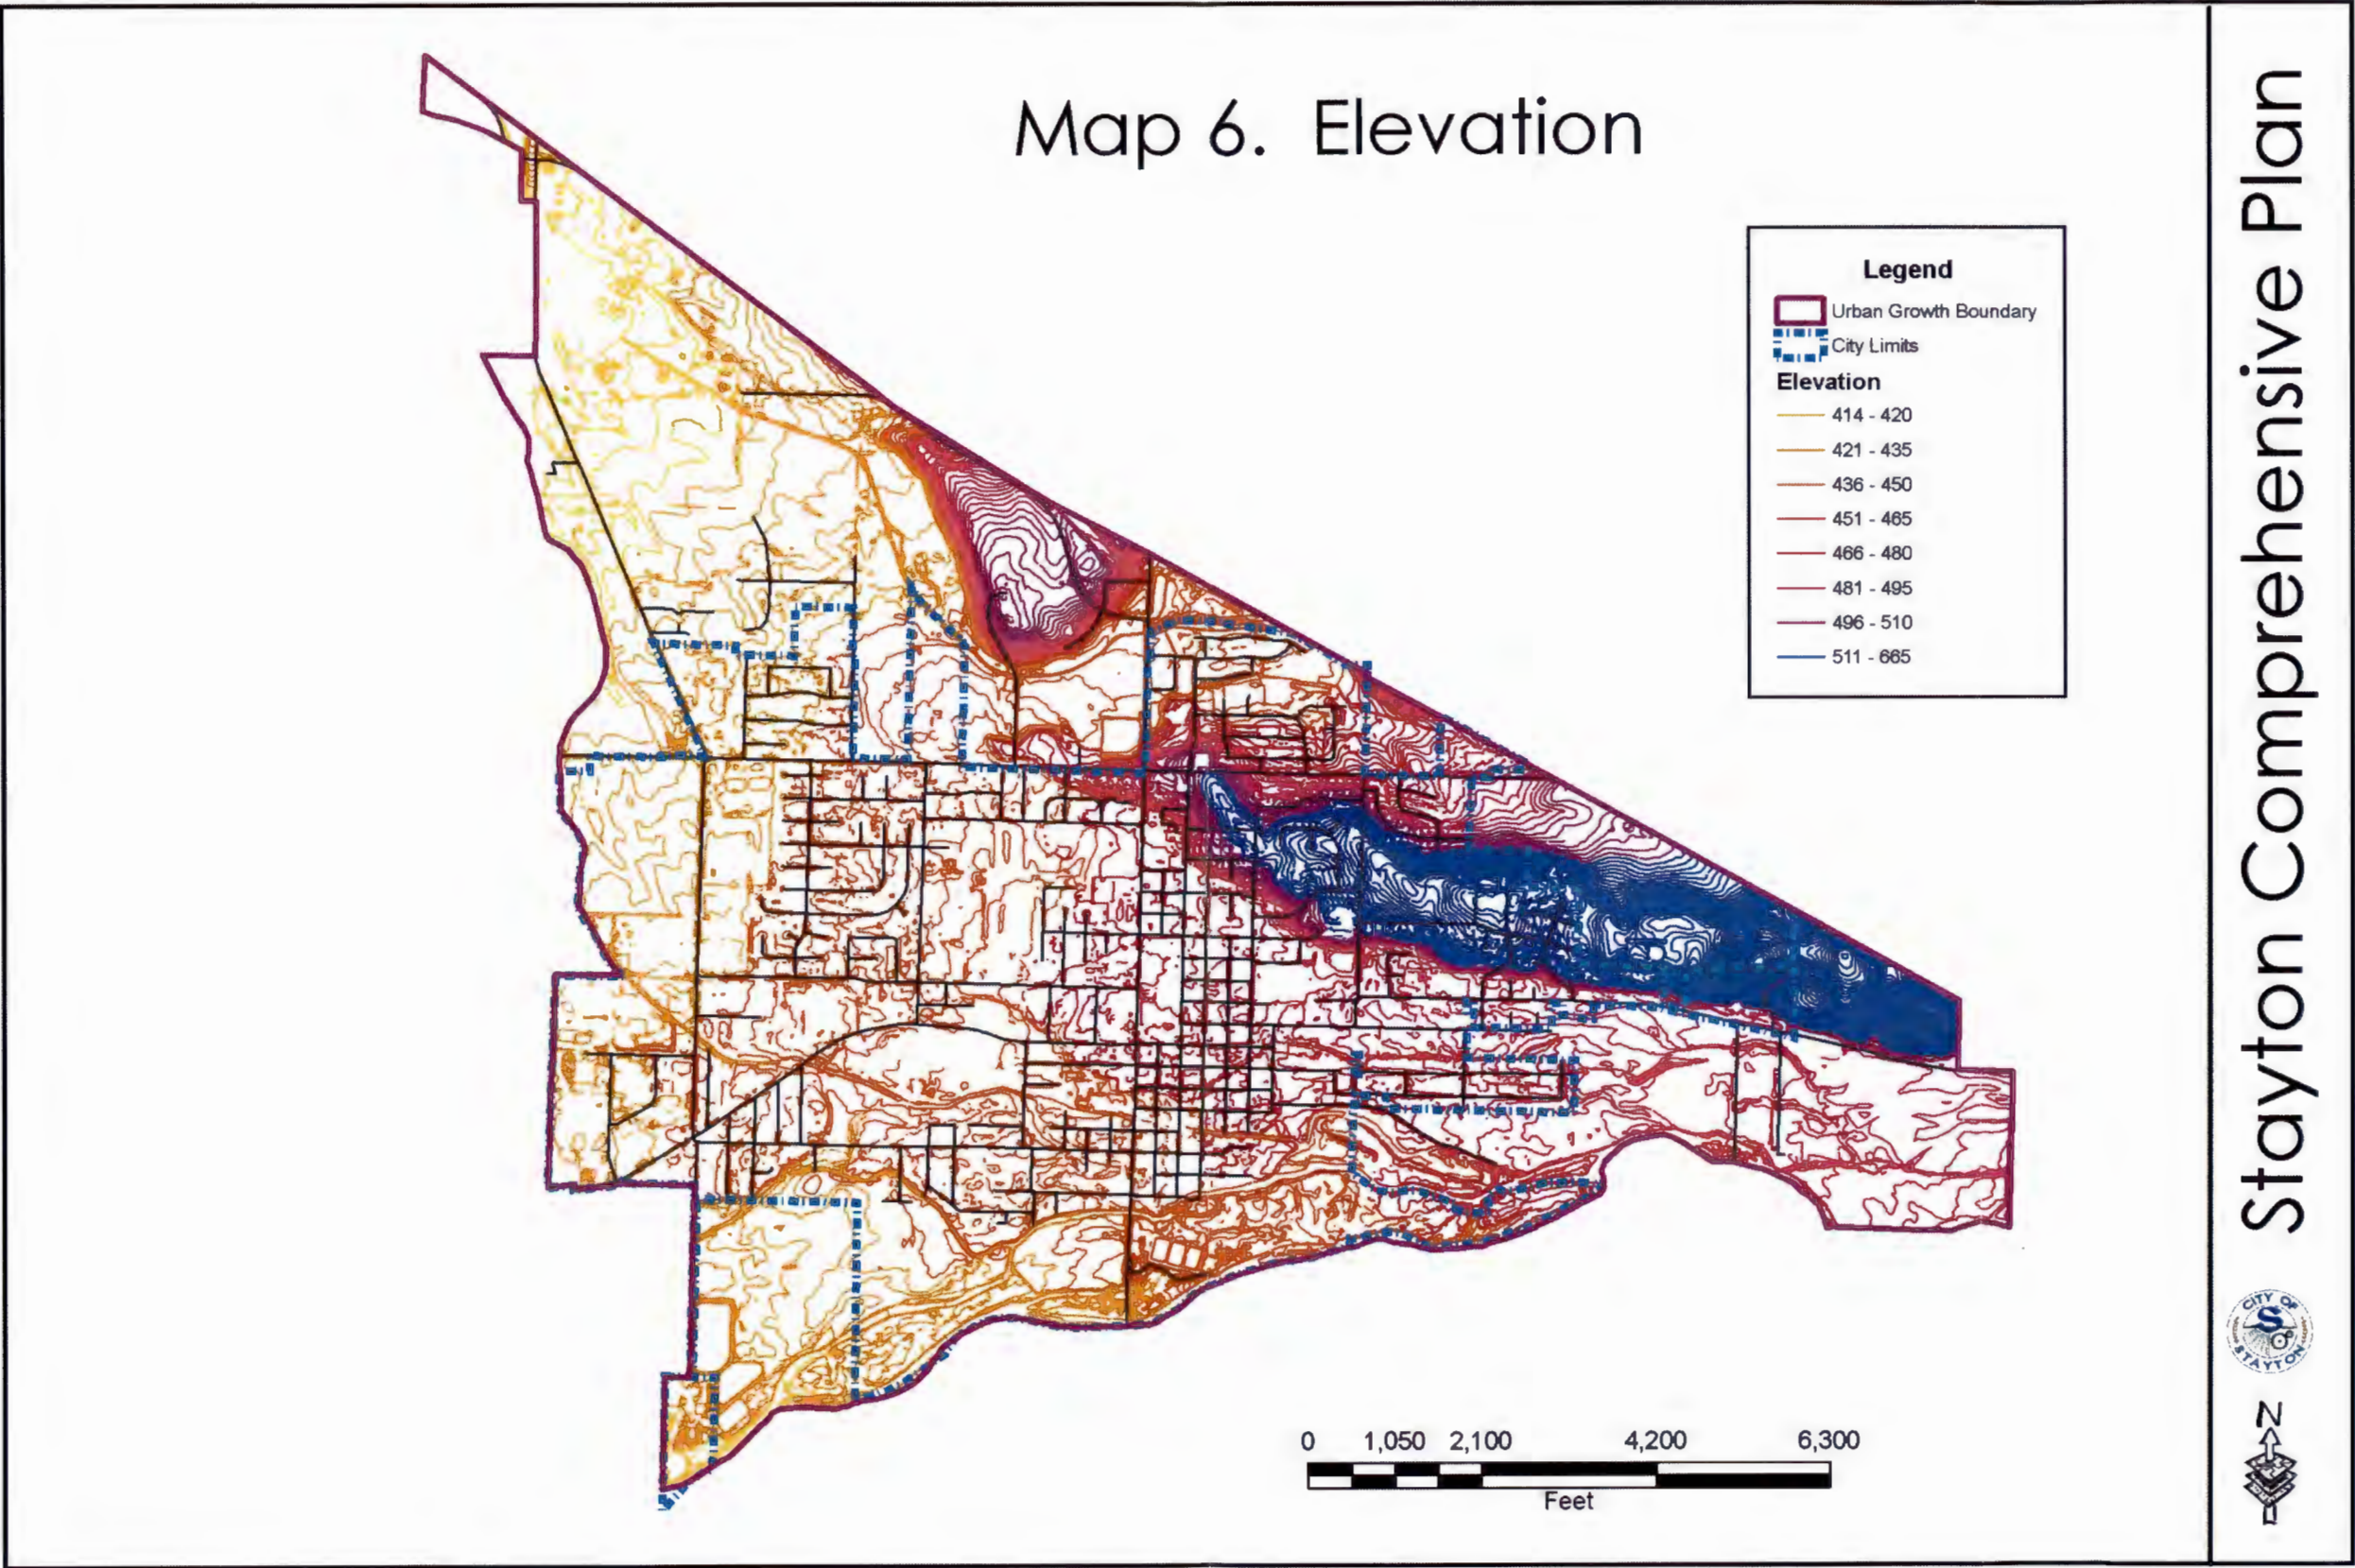 Map 6. Elevation
Legend
Urban Growth Boundary
City Limits
Elevation
414 - 420
421 - 435
436 - 450
451 - 465
466 - 480
481 - 495
496 - 510
511 - 665
0 1,050 2,100 4,200 6,300
Feet
Stayton Comprehensive Plan
CITY OF
S
STAYTON
N